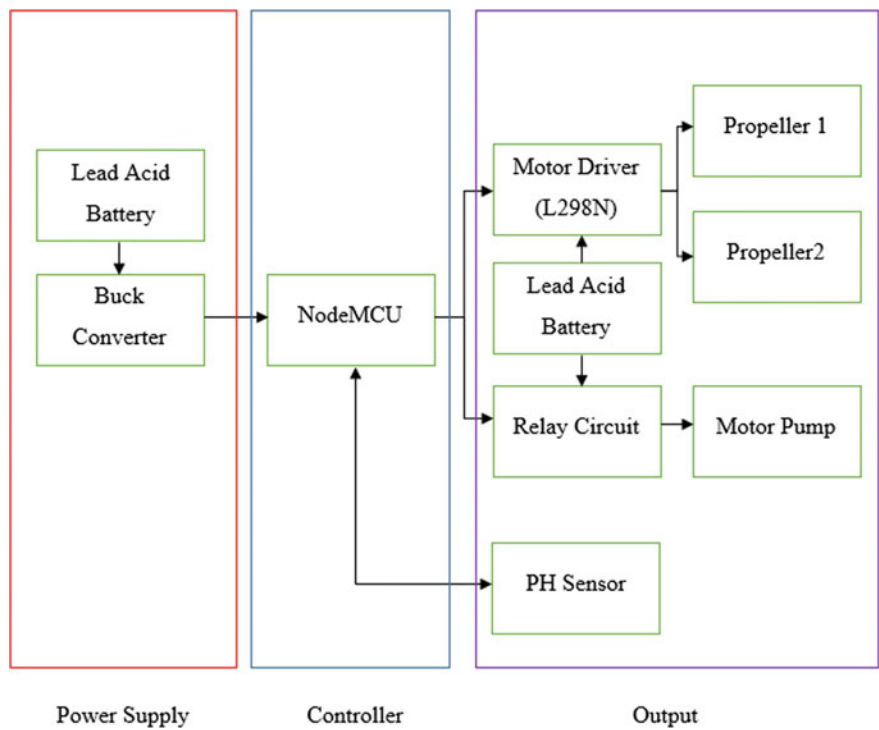 Lead Acid
Battery
Buck
Converter
NodeMCU
Motor Driver
(L298N)
Lead Acid
Battery
Relay Circuit
PH Sensor
Propeller 1
Propeller2
Motor Pump
Power Supply
Controller
Output